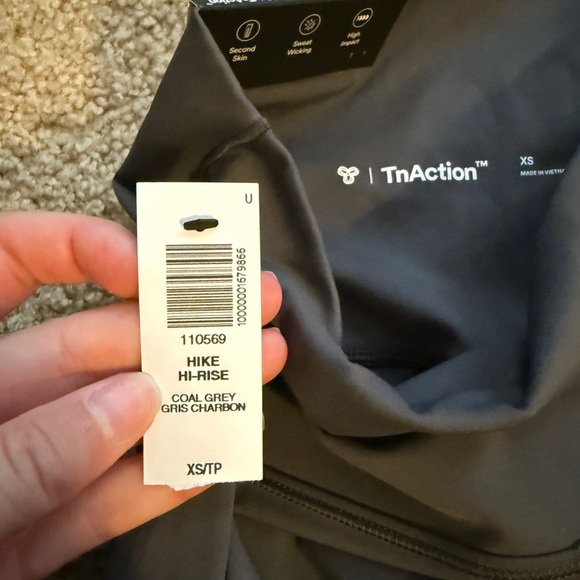 Second
Skin
Sweat
Wicking
High
Impact
TnAction™
XS
MADE IN VIETNA
U
10000001679866
110569
HIKE
HI-RISE
COAL GREY
GRIS CHARBON
XS/TP